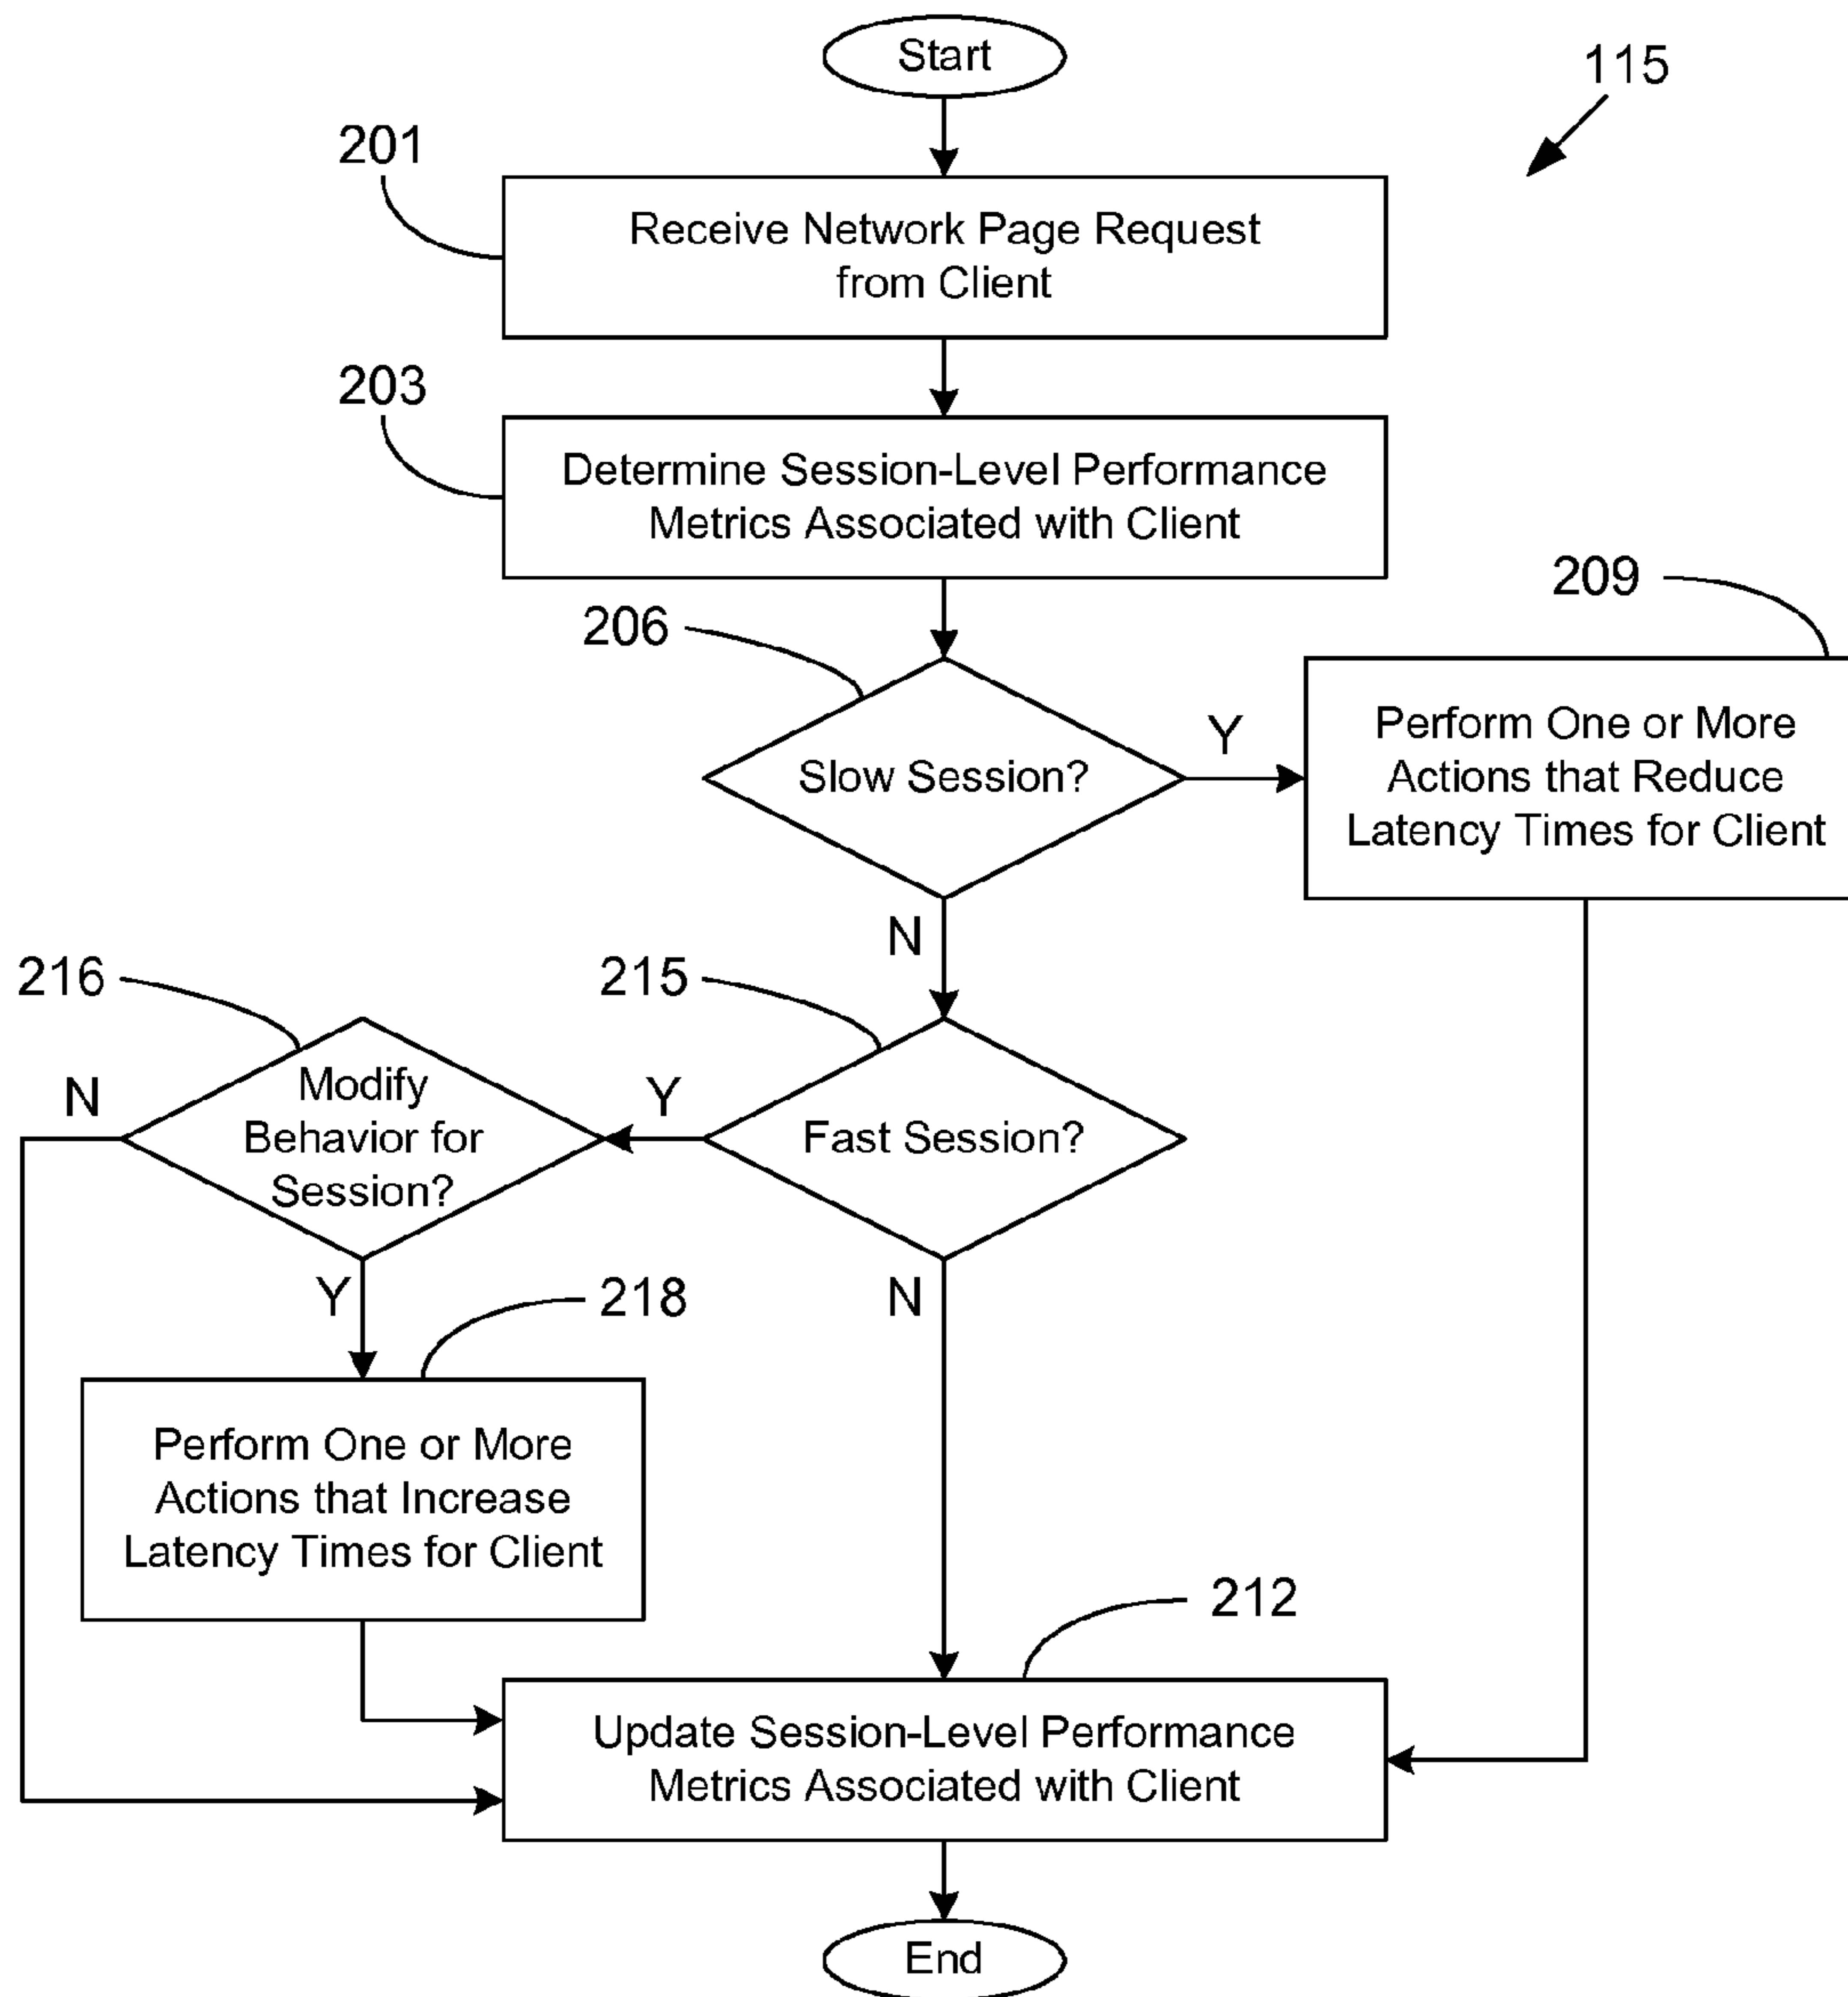 Start
115
201
Receive Network Page Request
from Client
203
Determine Session-Level Performance
Metrics Associated with Client
209
206
Slow Session?
Y
Perform One or More
Actions that Reduce
Latency Times for Client
N
216
215
N
Modify
Behavior for
Session?
Y
Fast Session?
Y
218
N
Perform One or More
Actions that Increase
Latency Times for Client
212
Update Session-Level Performance
Metrics Associated with Client
End